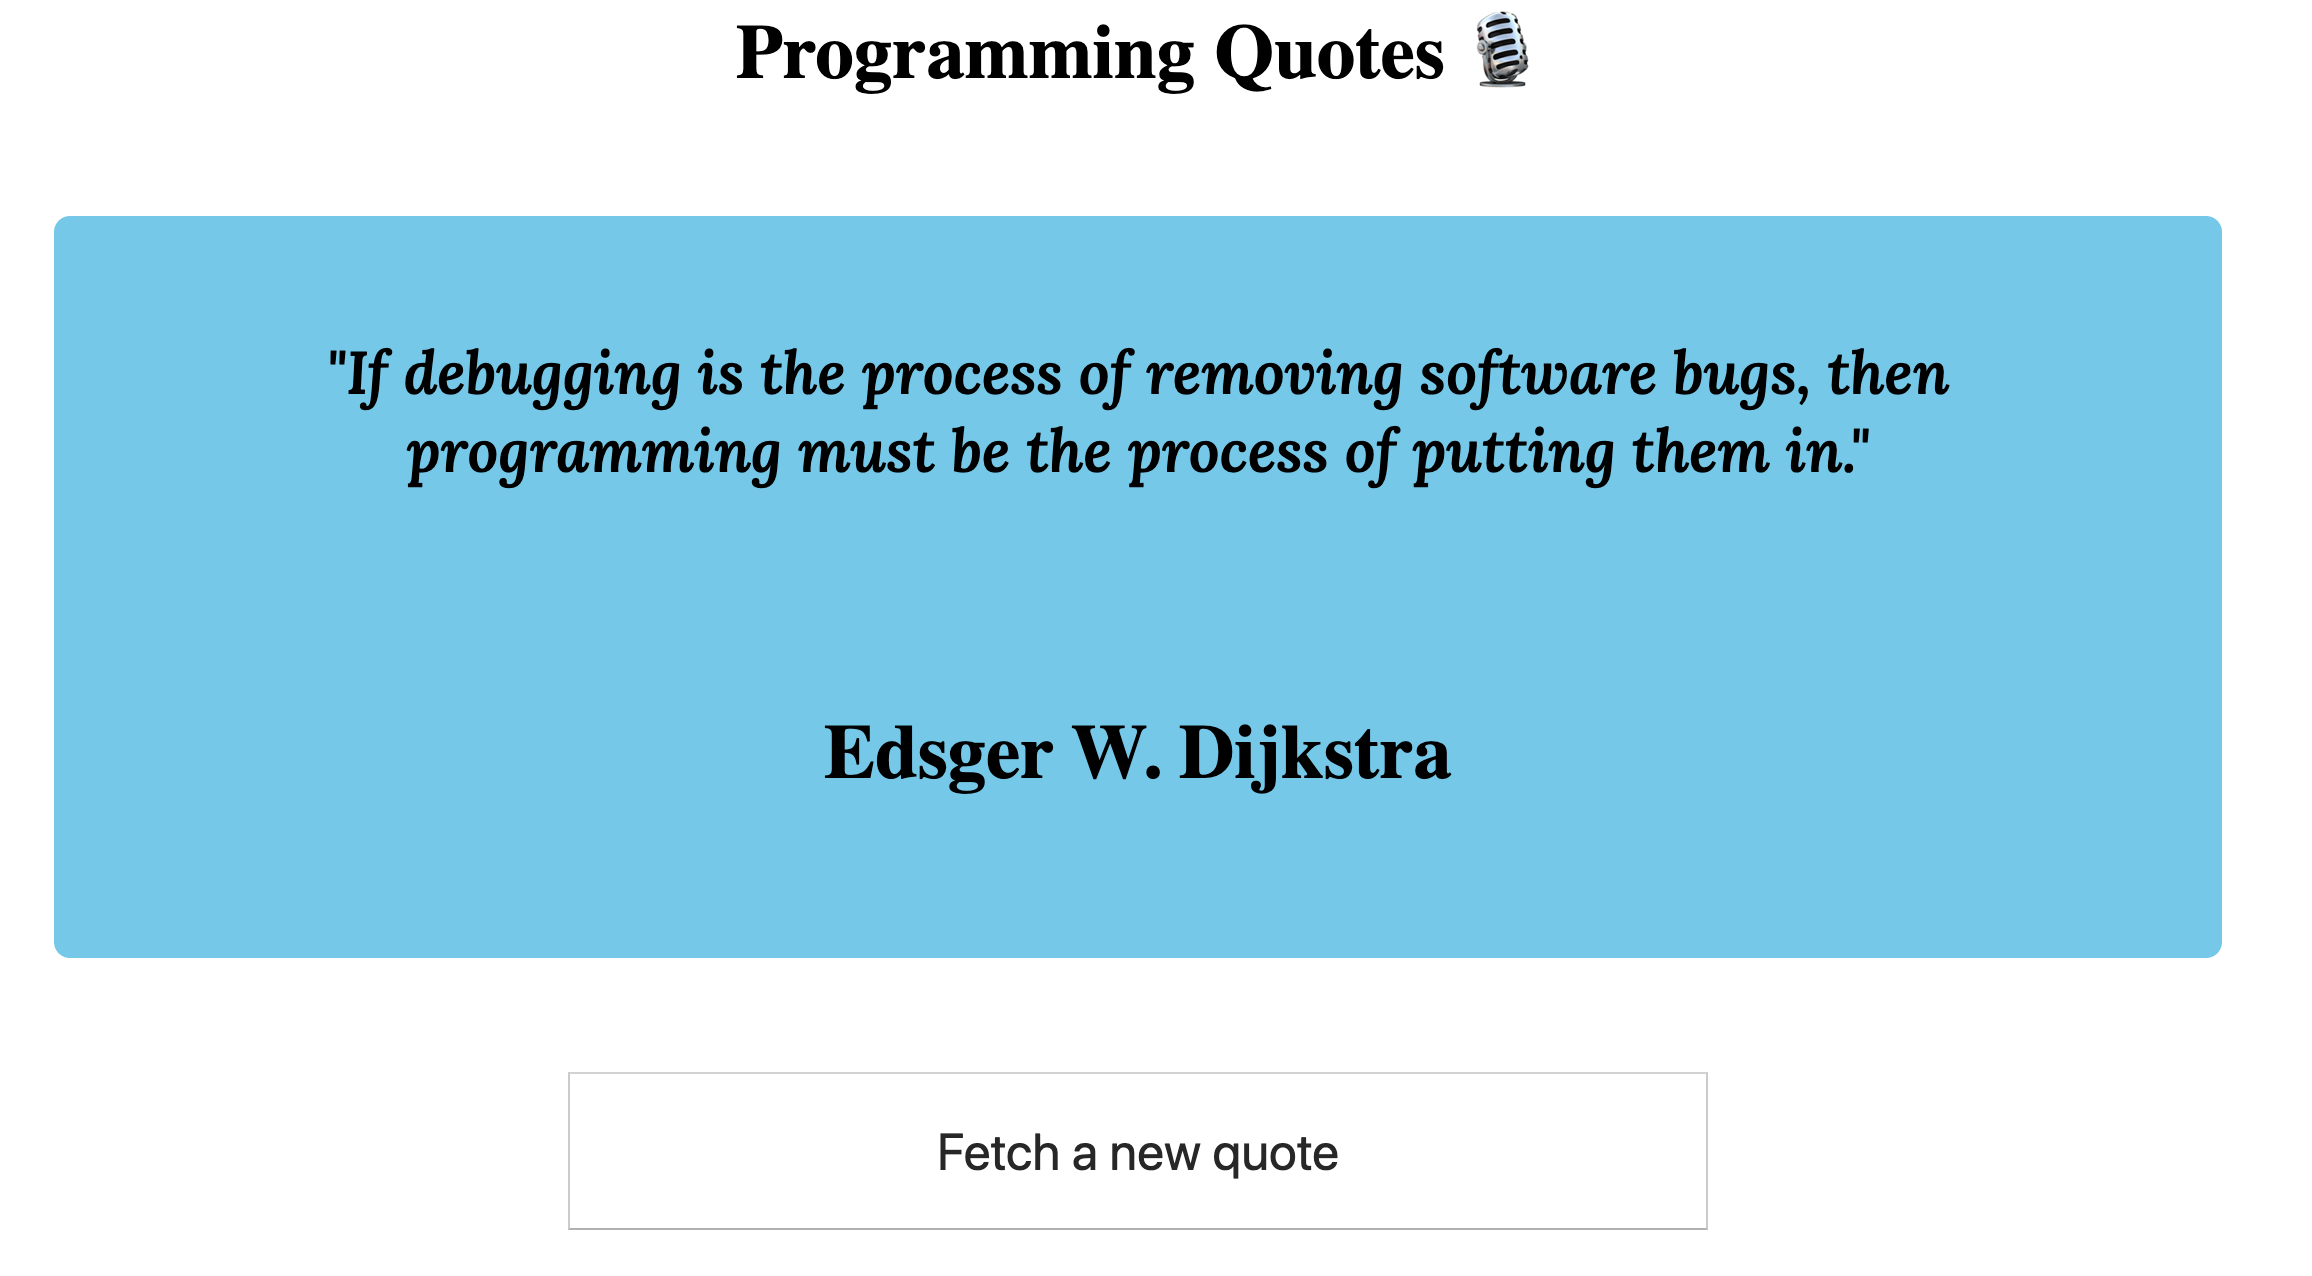 Programming Quotes 🎙️
"If debugging is the process of removing software bugs, then
programming must be the process of putting them in."
Edsger W. Dijkstra
Fetch a new quote